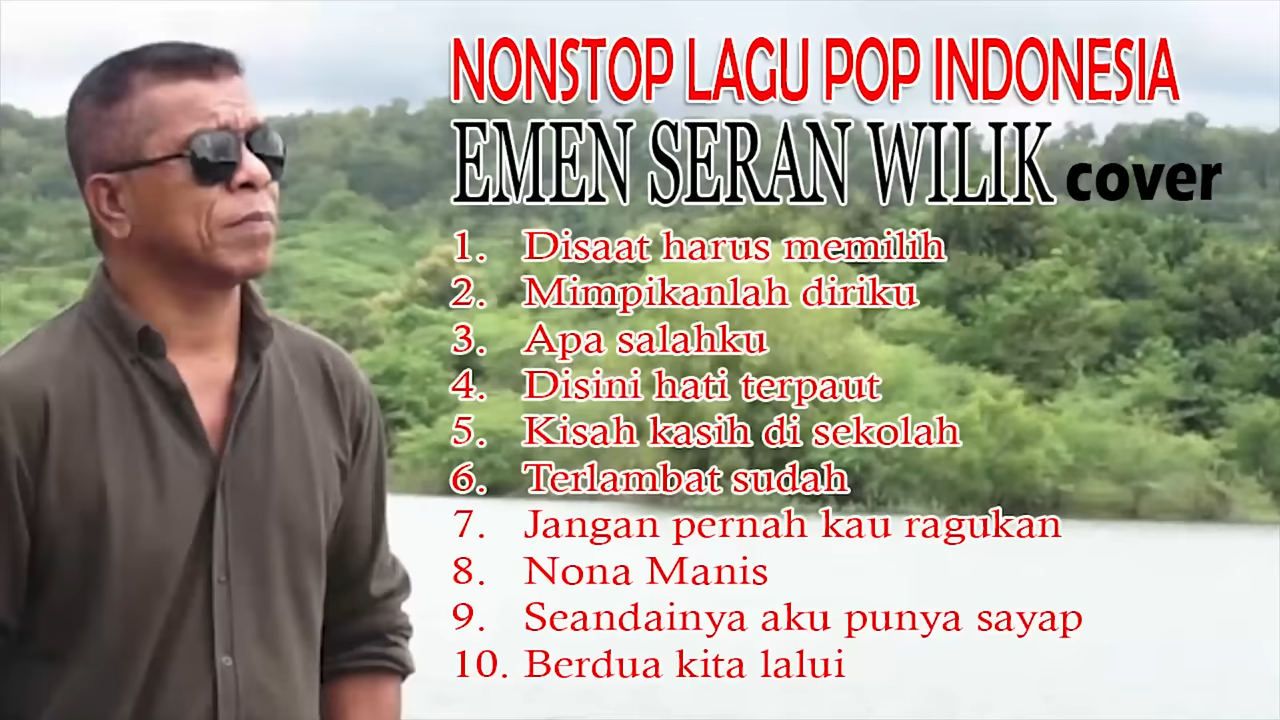 NONSTOP LAGU POP INDONESIA
EMEN SERAN WILIK cover
1. Disaat harus memilih
2. Mimpikanlah diriku
3. Apa salahku
4. Disini hati terpaut
5. Kisah kasih di sekolah
6. Terlambat sudah
7. Jangan pernah kau ragukan
8. Nona Manis
9. Seandainya aku punya sayap
10. Berdua kita lalui